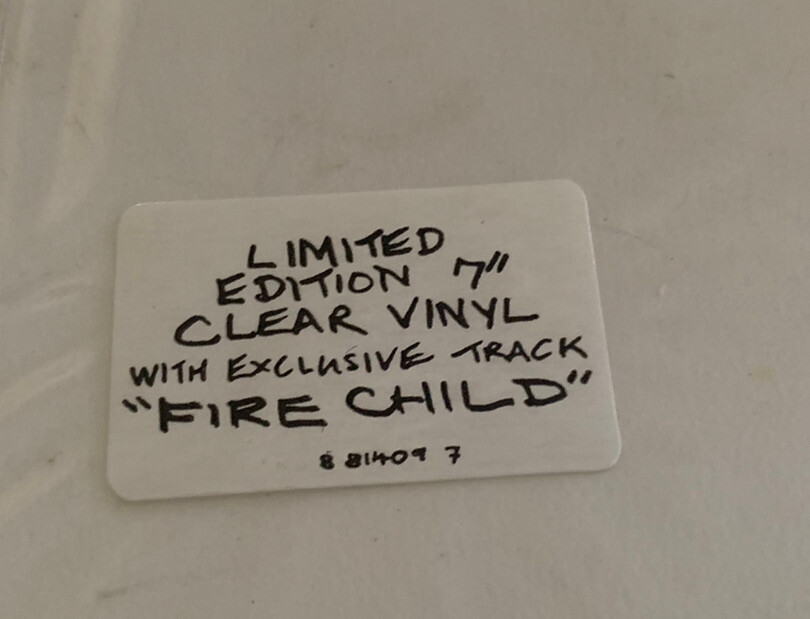 LIMITED
EDITION 7"
CLEAR VINYL
WITH EXCLUSIVE TRACK
"FIRE CHILD"
8 81409 7